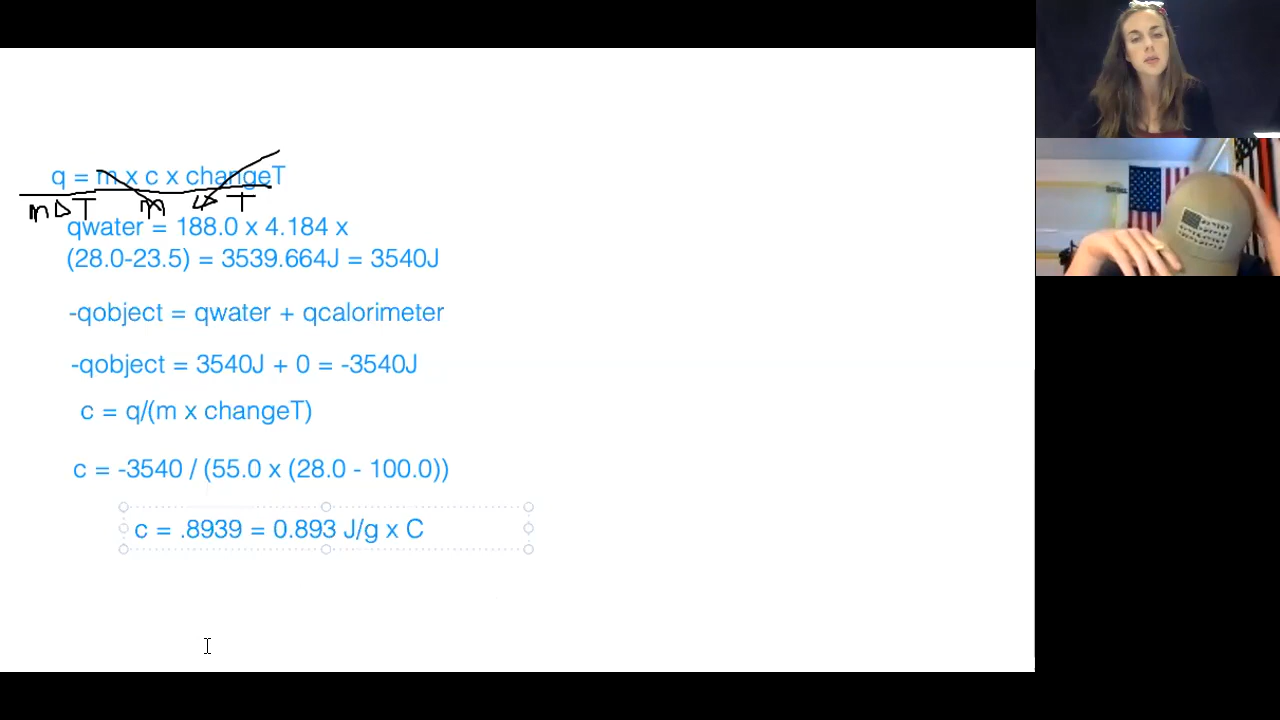 q = m x c x changeT
m Δ T m Δ T
qwater = 188.0 x 4.184 x
(28.0-23.5) = 3539.664J = 3540J
-qobject = qwater + qcalorimeter
-qobject = 3540J + 0 = -3540J
c = q/(m x changeT)
c = -3540 / (55.0 x (28.0 - 100.0))
c = .8939 = 0.893 J/g x C